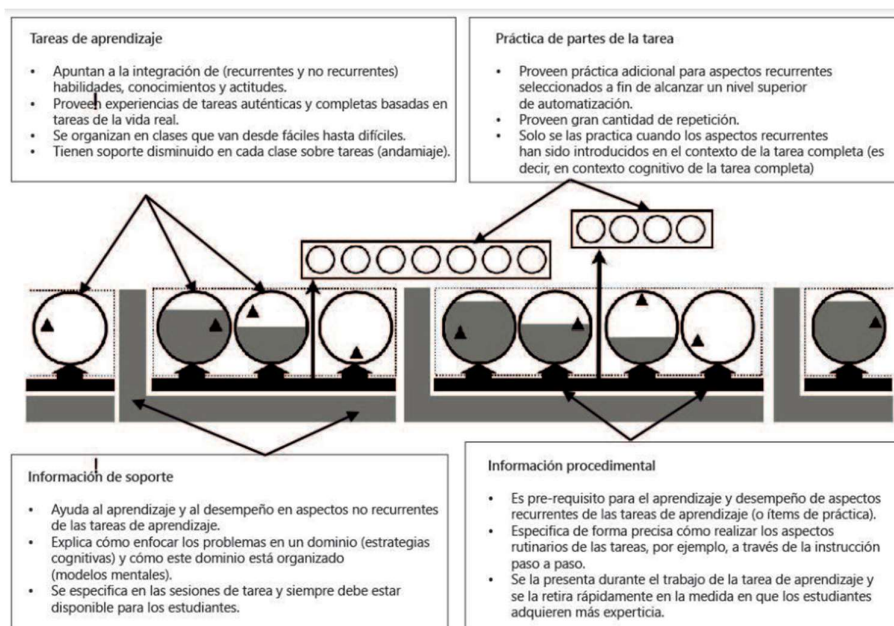 Tareas de aprendizaje
• Apuntan a la integración de (recurrentes y no recurrentes)
habilidades, conocimientos y actitudes.
• Proveen experiencias de tareas auténticas y completas basadas en
tareas de la vida real.
• Se organizan en clases que van desde fáciles hasta difíciles.
• Tienen soporte disminuido en cada clase sobre tareas (andamiaje).
Práctica de partes de la tarea
• Proveen práctica adicional para aspectos recurrentes
seleccionados a fin de alcanzar un nivel superior
de automatización.
• Proveen gran cantidad de repetición.
• Solo se las practica cuando los aspectos recurrentes
han sido introducidos en el contexto de la tarea completa (es
decir, en contexto cognitivo de la tarea completa)
Información de soporte
• Ayuda al aprendizaje y al desempeño en aspectos no recurrentes
de las tareas de aprendizaje.
• Explica cómo enfocar los problemas en un dominio (estrategias
cognitivas) y cómo este dominio está organizado
(modelos mentales).
• Se especifica en las sesiones de tarea y siempre debe estar
disponible para los estudiantes.
Información procedimental
• Es pre-requisito para el aprendizaje y desempeño de aspectos
recurrentes de las tareas de aprendizaje (o ítems de práctica).
• Especifica de forma precisa cómo realizar los aspectos
rutinarios de las tareas, por ejemplo, a través de la instrucción
paso a paso.
• Se la presenta durante el trabajo de la tarea de aprendizaje y
se la retira rápidamente en la medida en que los estudiantes
adquieren más experticia.